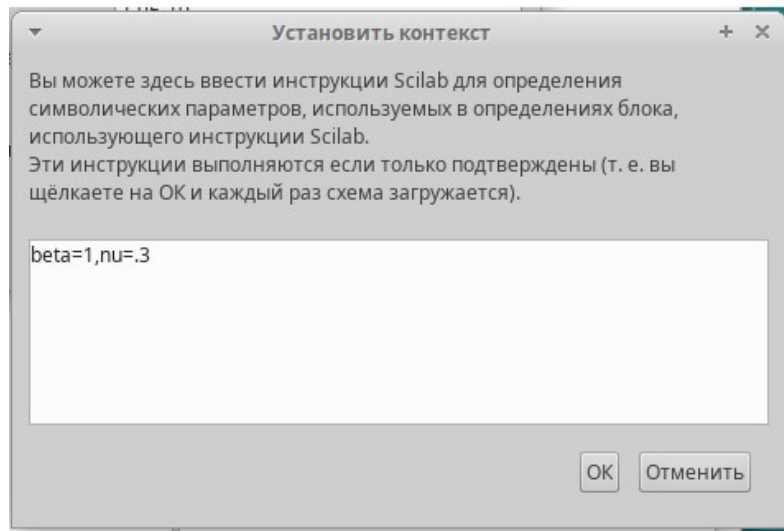 Установить контекст
Вы можете здесь ввести инструкции Scilab для определения
символических параметров, используемых в определениях блока,
использующего инструкции Scilab.
Эти инструкции выполняются если только подтверждены (т. е. вы
щёлкаете на ОК и каждый раз схема загружается).
beta=1,nu=.3
ОК Отменить